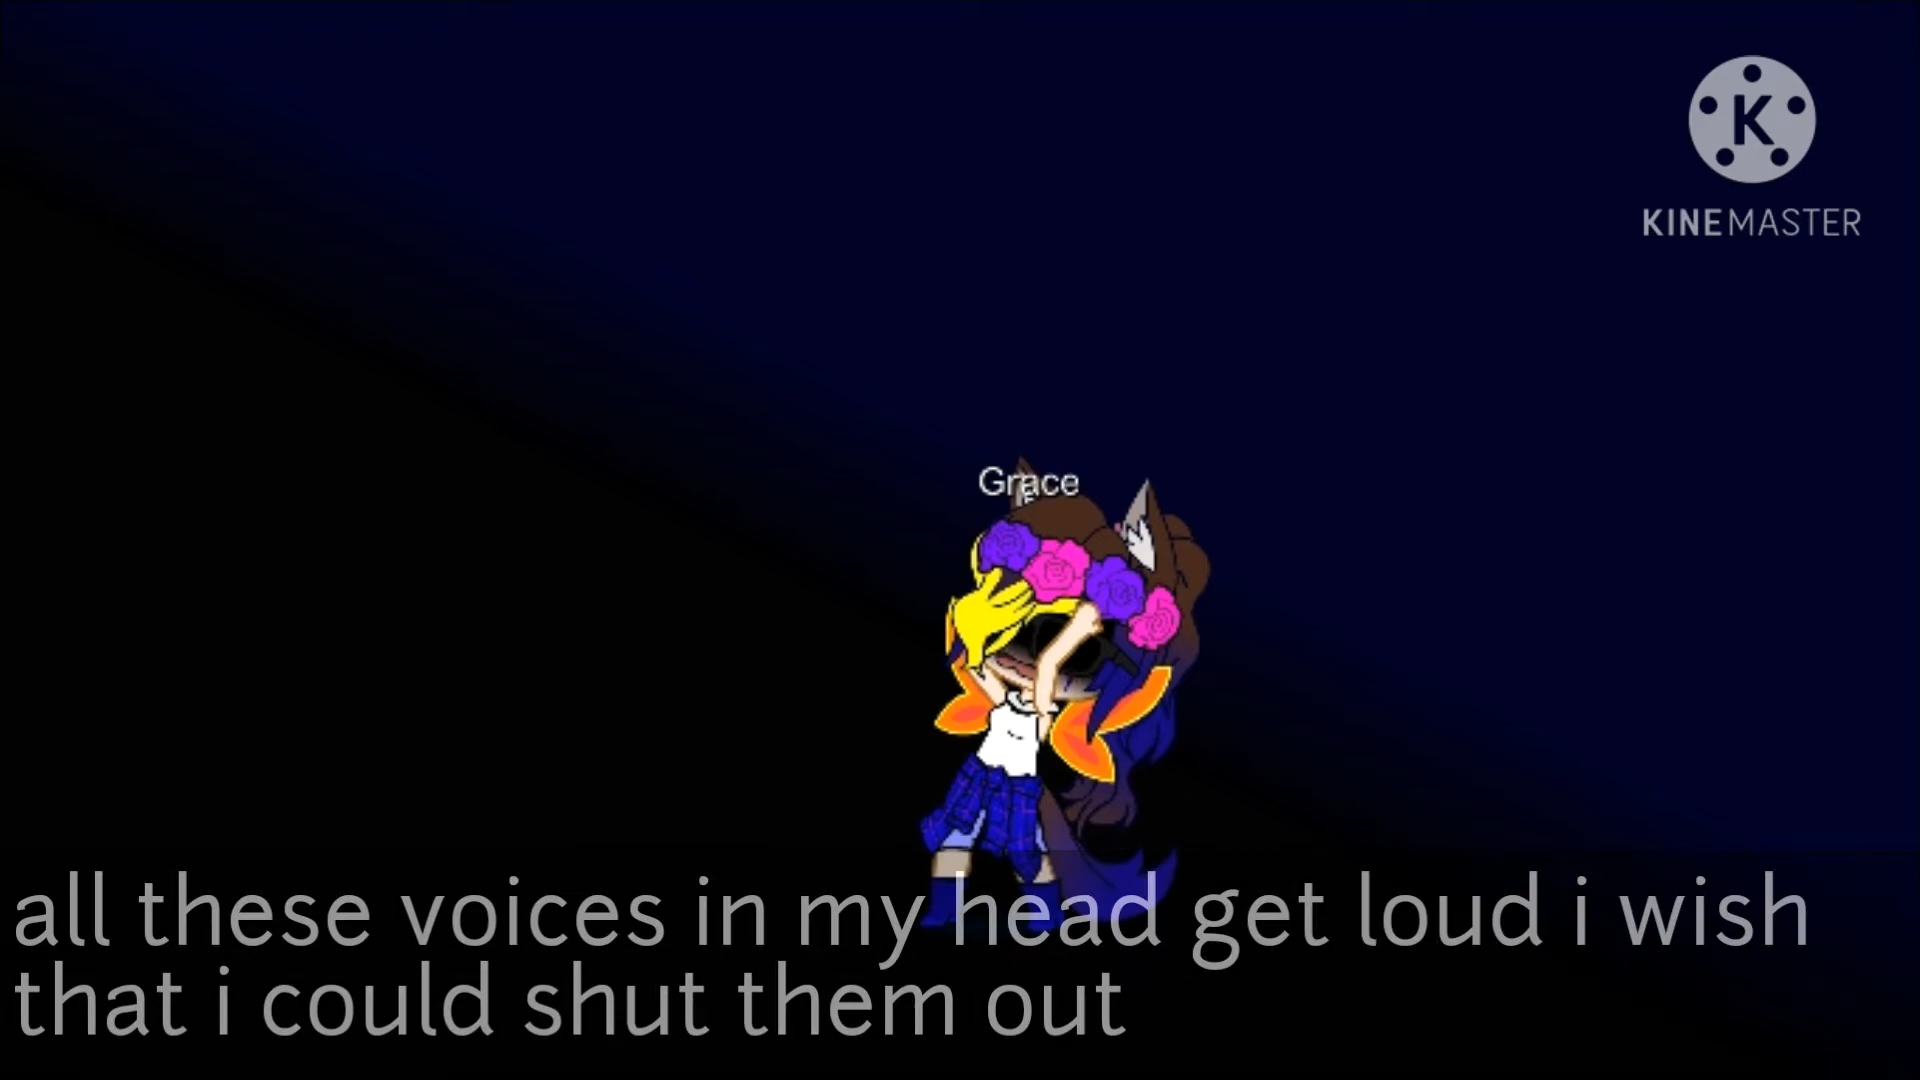 K
KINEMASTER
Grace
all these voices in my head get loud i wish
that i could shut them out